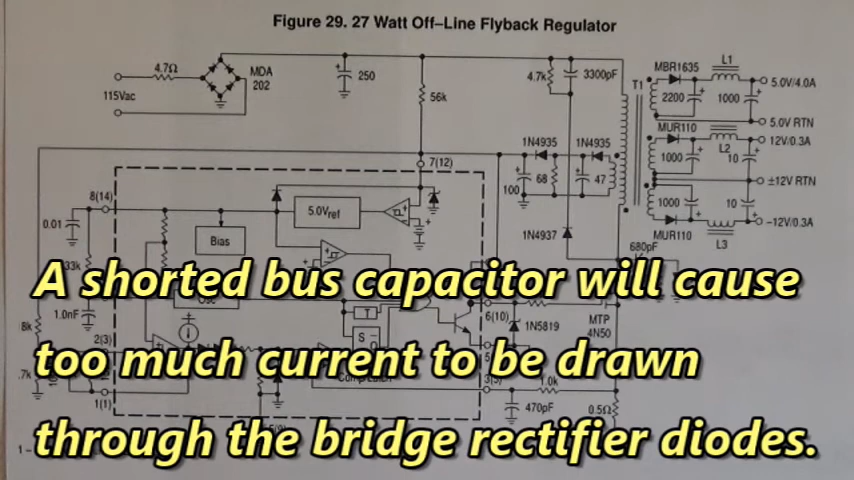 Figure 29. 27 Watt Off–Line Flyback Regulator
4.7Ω
MDA
202
250
115Vac
56k
4.7k
3300pF
T1
MBR1635
L1
5.0V/4.0A
2200
1000
5.0V RTN
MUR110
12V/0.3A
1000
L2
10
±12V RTN
1000
10
–12V/0.3A
MUR110
L3
1N4935
1N4935
7(12)
100
68
47
8(14)
0.01
5.0Vref
Bias
1N4937
680pF
A shorted bus capacitor will cause
33k
Osc
1.0nF
T
6(10)
MTP
4N50
1N5819
8k
2(3)
S
too much current to be drawn
.7k
1.0k
1(1)
470pF
0.5Ω
through the bridge rectifier diodes.